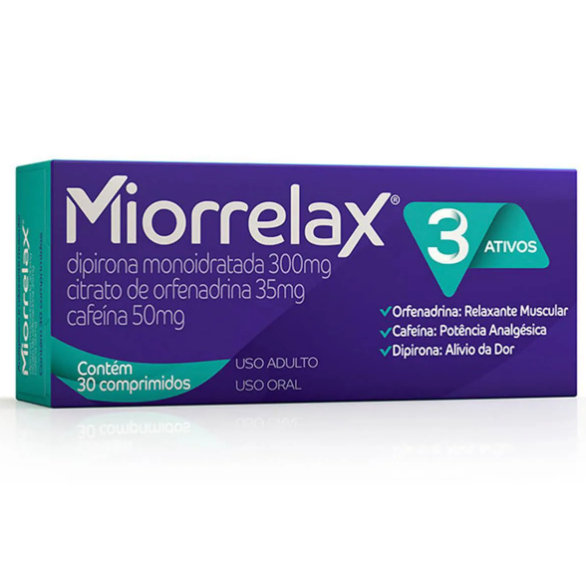 Miorrelax®
dipirona monoidratada 300mg
citrato de orfenadrina 35mg
cafeína 50mg
3 ATIVOS
Orfenadrina: Relaxante Muscular
Cafeína: Potência Analgésica
Dipirona: Alívio da Dor
Contém
30 comprimidos
USO ADULTO
USO ORAL
Miorrelax